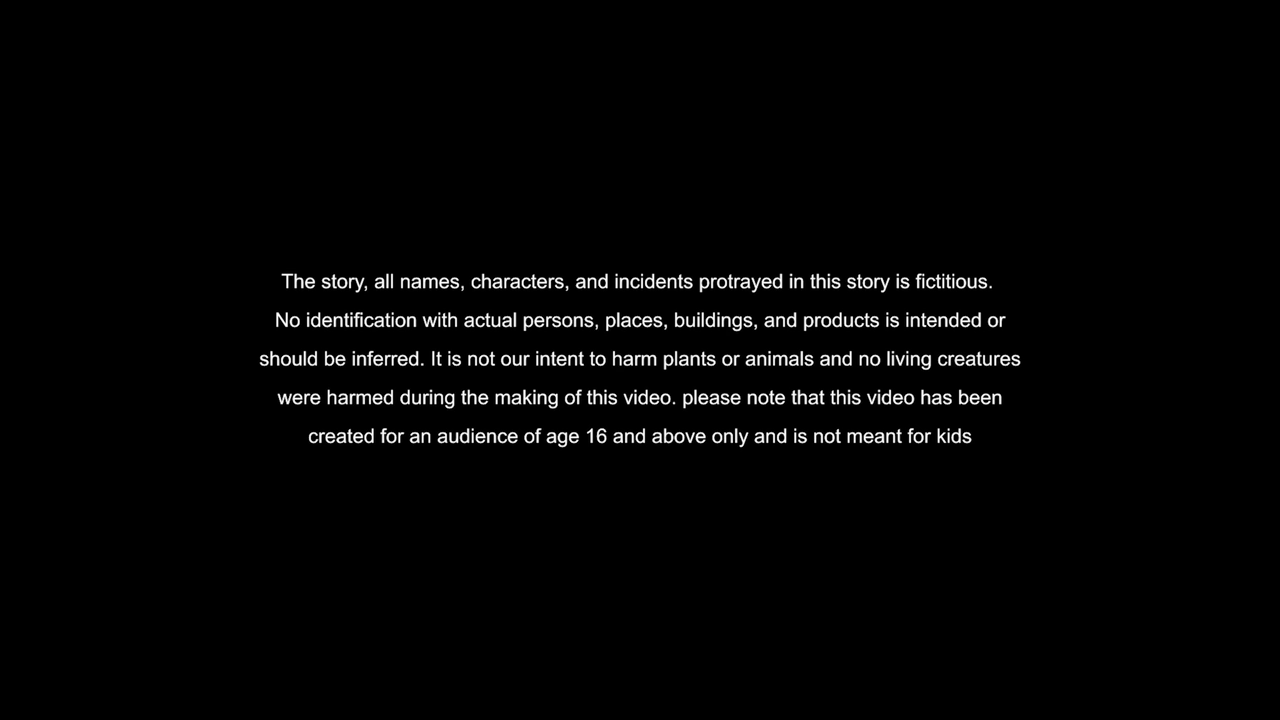 The story, all names, characters, and incidents protrayed in this story is fictitious.
No identification with actual persons, places, buildings, and products is intended or
should be inferred. It is not our intent to harm plants or animals and no living creatures
were harmed during the making of this video. please note that this video has been
created for an audience of age 16 and above only and is not meant for kids